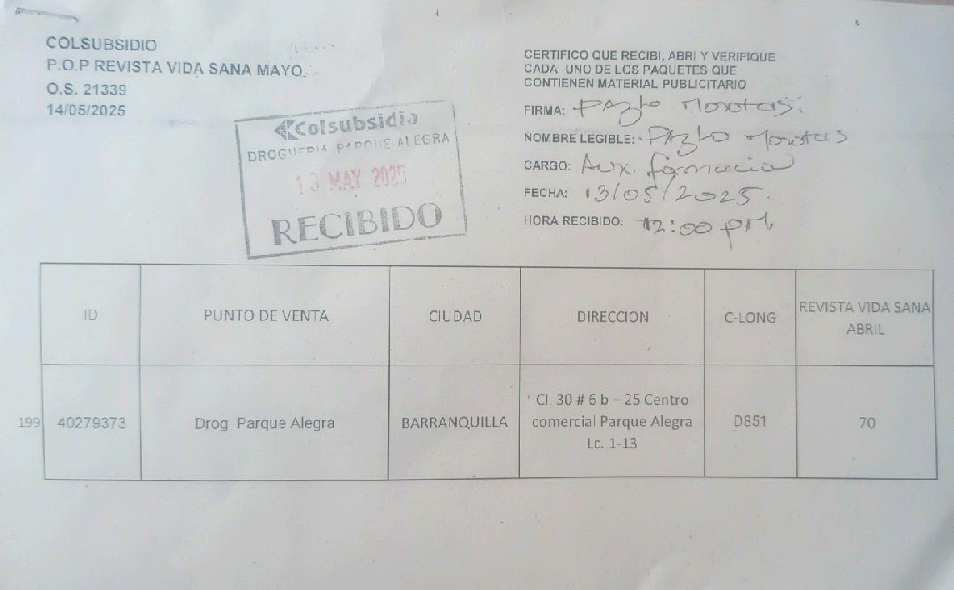 COLSUBSIDIO
P.O.P REVISTA VIDA SANA MAYO.
O.S. 21339
14/05/2025
Colsubsidio
DROGUERIA PARQUE ALEGRA
13 MAY 2025
RECIBIDO
CERTIFICO QUE RECIBI, ABRI Y VERIFIQUE
CADA UNO DE LOS PAQUETES QUE
CONTIENEN MATERIAL PUBLICITARIO
FIRMA:
NOMBRE LEGIBLE:
CARGO: Aux. farmacia
FECHA: 13/05/2025.
HORA RECIBIDO: 12:00 pm
ID PUNTO DE VENTA CIUDAD DIRECCION C-LONG REVISTA VIDA SANA
ABRIL
199 40279373 Drog Parque Alegra BARRANQUILLA Cl. 30 # 6 b – 25 Centro
comercial Parque Alegra
Lc. 1-13
D851 70